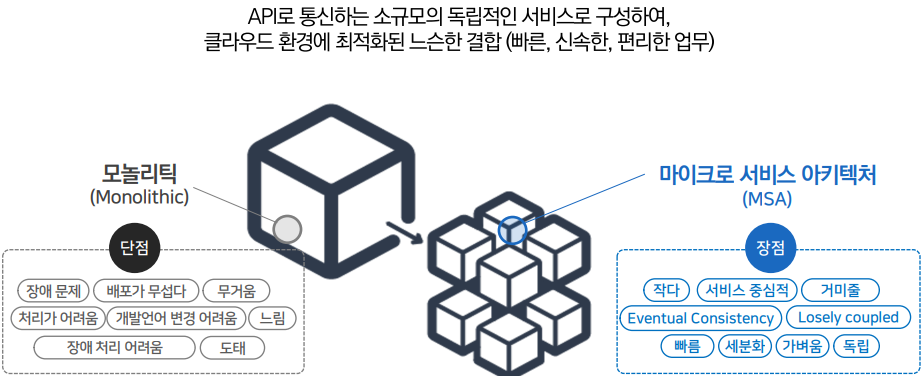 API로 통신하는 소규모의 독립적인 서비스로 구성하여,
클라우드 환경에 최적화된 느슨한 결합 (빠른, 신속한, 편리한 업무)
모놀리틱
(Monolithic)
단점
장애 문제 배포가 무섭다 무거움
처리가 어려움 개발언어 변경 어려움 느림
장애 처리 어려움 도태
마이크로 서비스 아키텍처
(MSA)
장점
작다 서비스 중심적 거미줄
Eventual Consistency Losely coupled
빠름 세분화 가벼움 독립